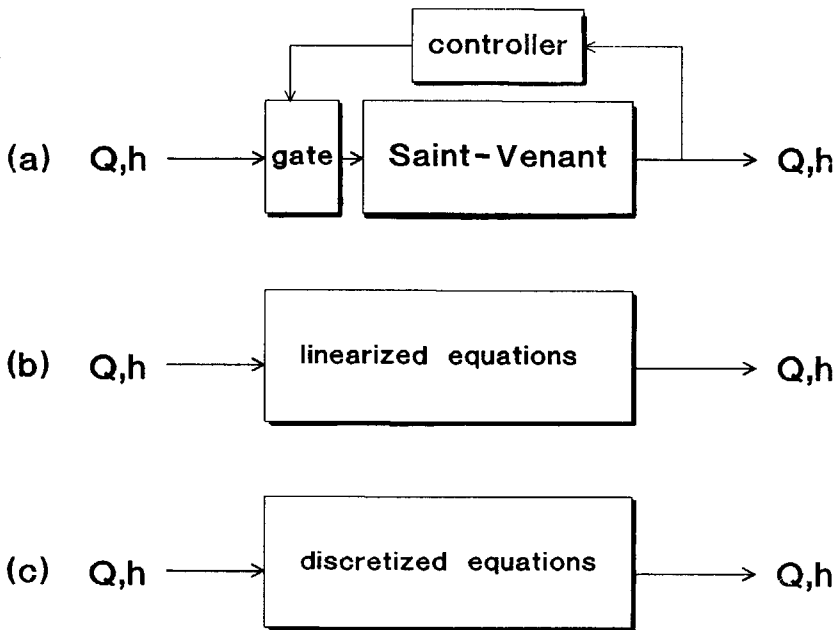 controller
(a) Q,h gate Saint-Venant Q,h
(b) Q,h linearized equations Q,h
(c) Q,h discretized equations Q,h